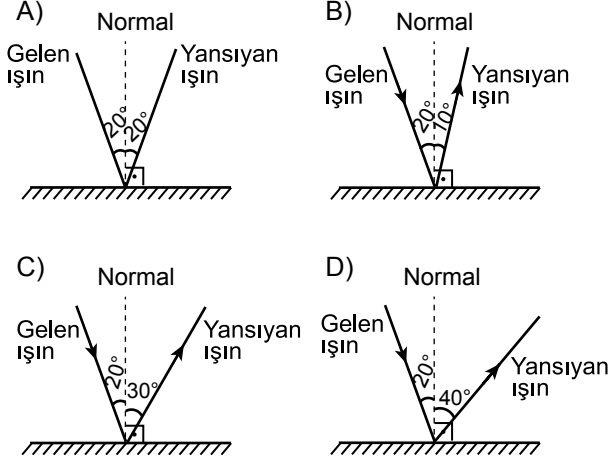 A)
Normal
Gelen
ışın
Yansıyan
ışın
20°
20°
B)
Normal
Gelen
ışın
Yansıyan
ışın
20°
10°
C)
Normal
Gelen
ışın
Yansıyan
ışın
20°
30°
D)
Normal
Gelen
ışın
Yansıyan
ışın
20°
40°